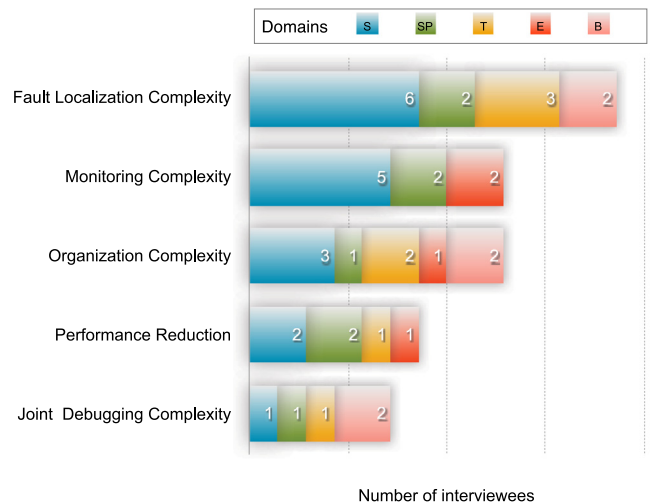 Domains S SP T E B
Fault Localization Complexity 6 2 3 2
Monitoring Complexity 5 2 2
Organization Complexity 3 1 2 1 2
Performance Reduction 2 2 1 1
Joint Debugging Complexity 1 1 1 2
Number of interviewees